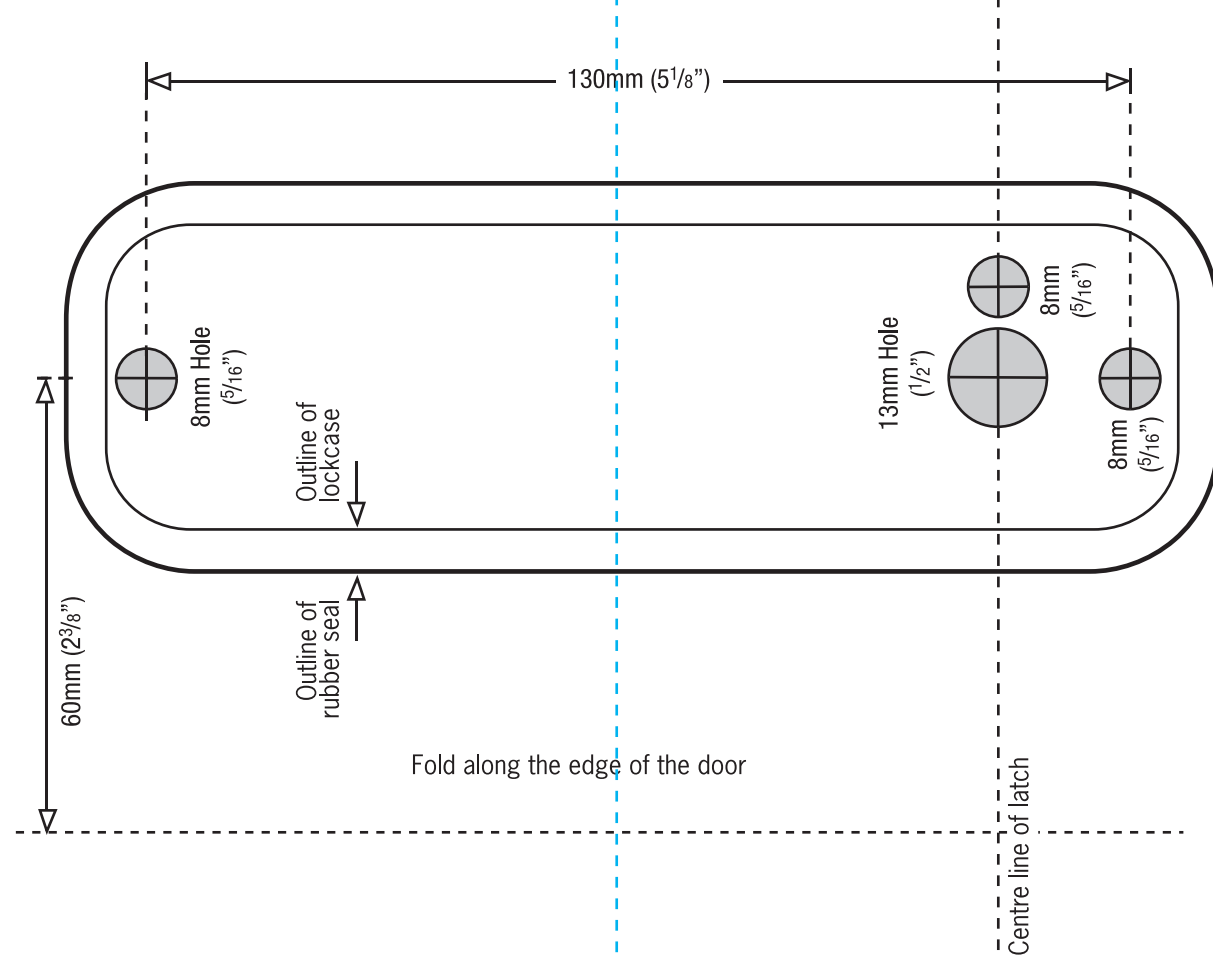 130mm (51/8”)
8mm
(5/16”)
13mm Hole
(1/2”)
8mm Hole
(5/16”)
8mm
(5/16”)
Outline of
lockcase
Outline of
rubber seal
60mm (23/8”)
Fold along the edge of the door
Centre line of latch